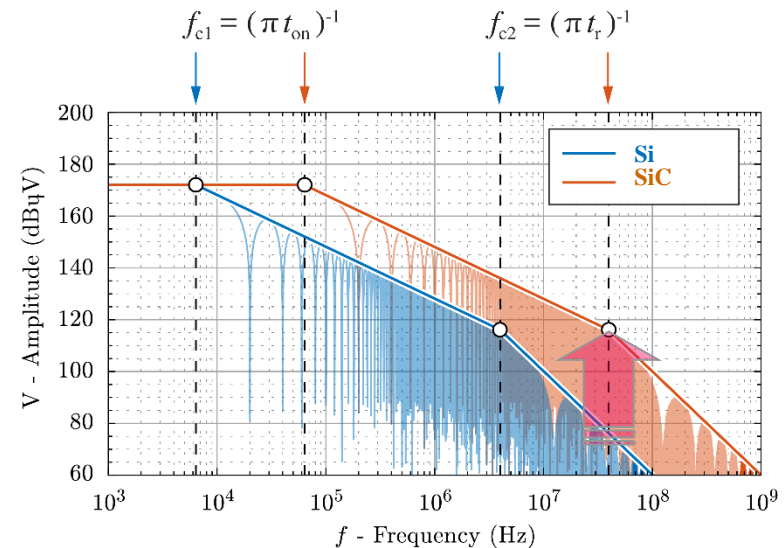 f_c1 = (π t_on)^-1
f_c2 = (π t_r)^-1
200
180
160
140
120
100
80
60
V - Amplitude (dBqV)
Si
SiC
10^3
10^4
10^5
10^6
10^7
10^8
10^9
f - Frequency (Hz)